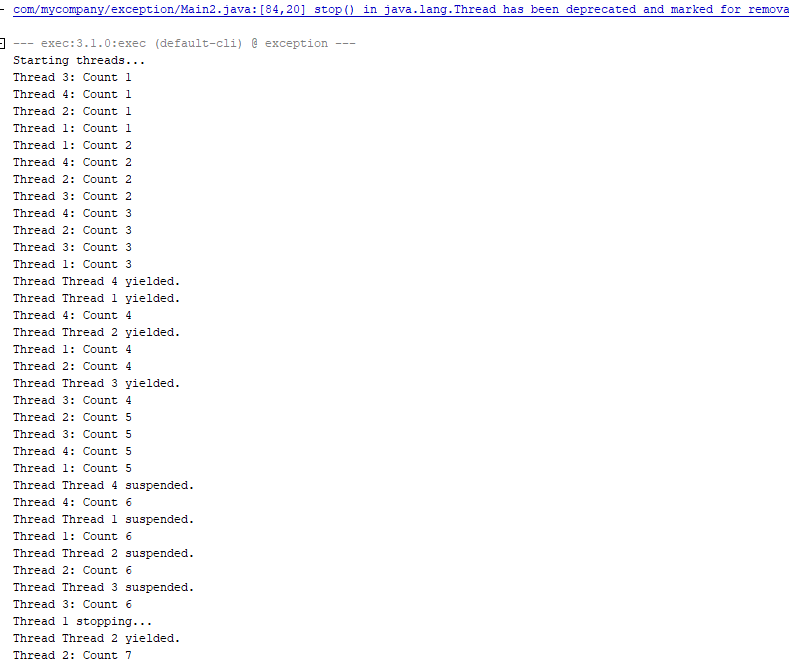 com/mycompany/exception/Main2.java:[84,20] stop() in java.lang.Thread has been deprecated and marked for remova
--- exec:3.1.0:exec (default-cli) @ exception ---
Starting threads...
Thread 3: Count 1
Thread 4: Count 1
Thread 2: Count 1
Thread 1: Count 1
Thread 1: Count 2
Thread 4: Count 2
Thread 2: Count 2
Thread 3: Count 2
Thread 4: Count 3
Thread 2: Count 3
Thread 3: Count 3
Thread 1: Count 3
Thread Thread 4 yielded.
Thread Thread 1 yielded.
Thread 4: Count 4
Thread Thread 2 yielded.
Thread 1: Count 4
Thread 2: Count 4
Thread Thread 3 yielded.
Thread 3: Count 4
Thread 2: Count 5
Thread 3: Count 5
Thread 4: Count 5
Thread 1: Count 5
Thread Thread 4 suspended.
Thread 4: Count 6
Thread Thread 1 suspended.
Thread 1: Count 6
Thread Thread 2 suspended.
Thread 2: Count 6
Thread Thread 3 suspended.
Thread 3: Count 6
Thread 1 stopping...
Thread Thread 2 yielded.
Thread 2: Count 7